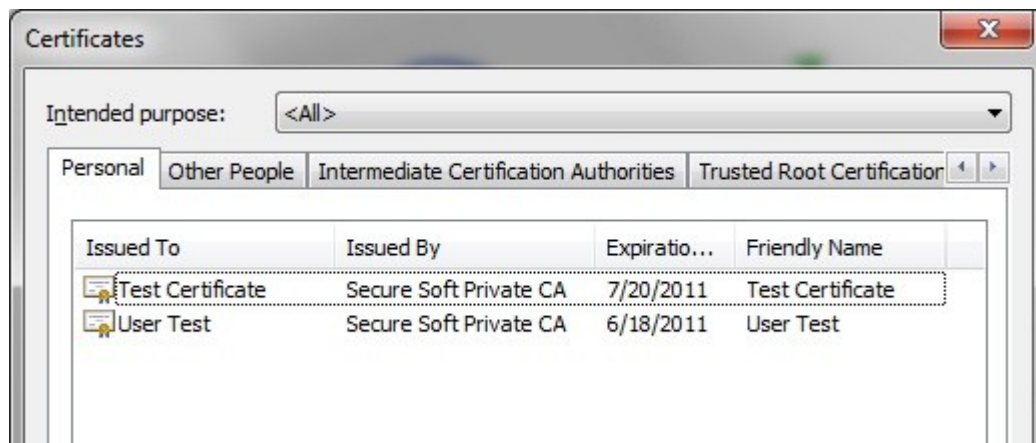 Certificates
Intended purpose: <All>
Personal Other People Intermediate Certification Authorities Trusted Root Certification
Issued To Issued By Expiratio... Friendly Name
Test Certificate Secure Soft Private CA 7/20/2011 Test Certificate
User Test Secure Soft Private CA 6/18/2011 User Test